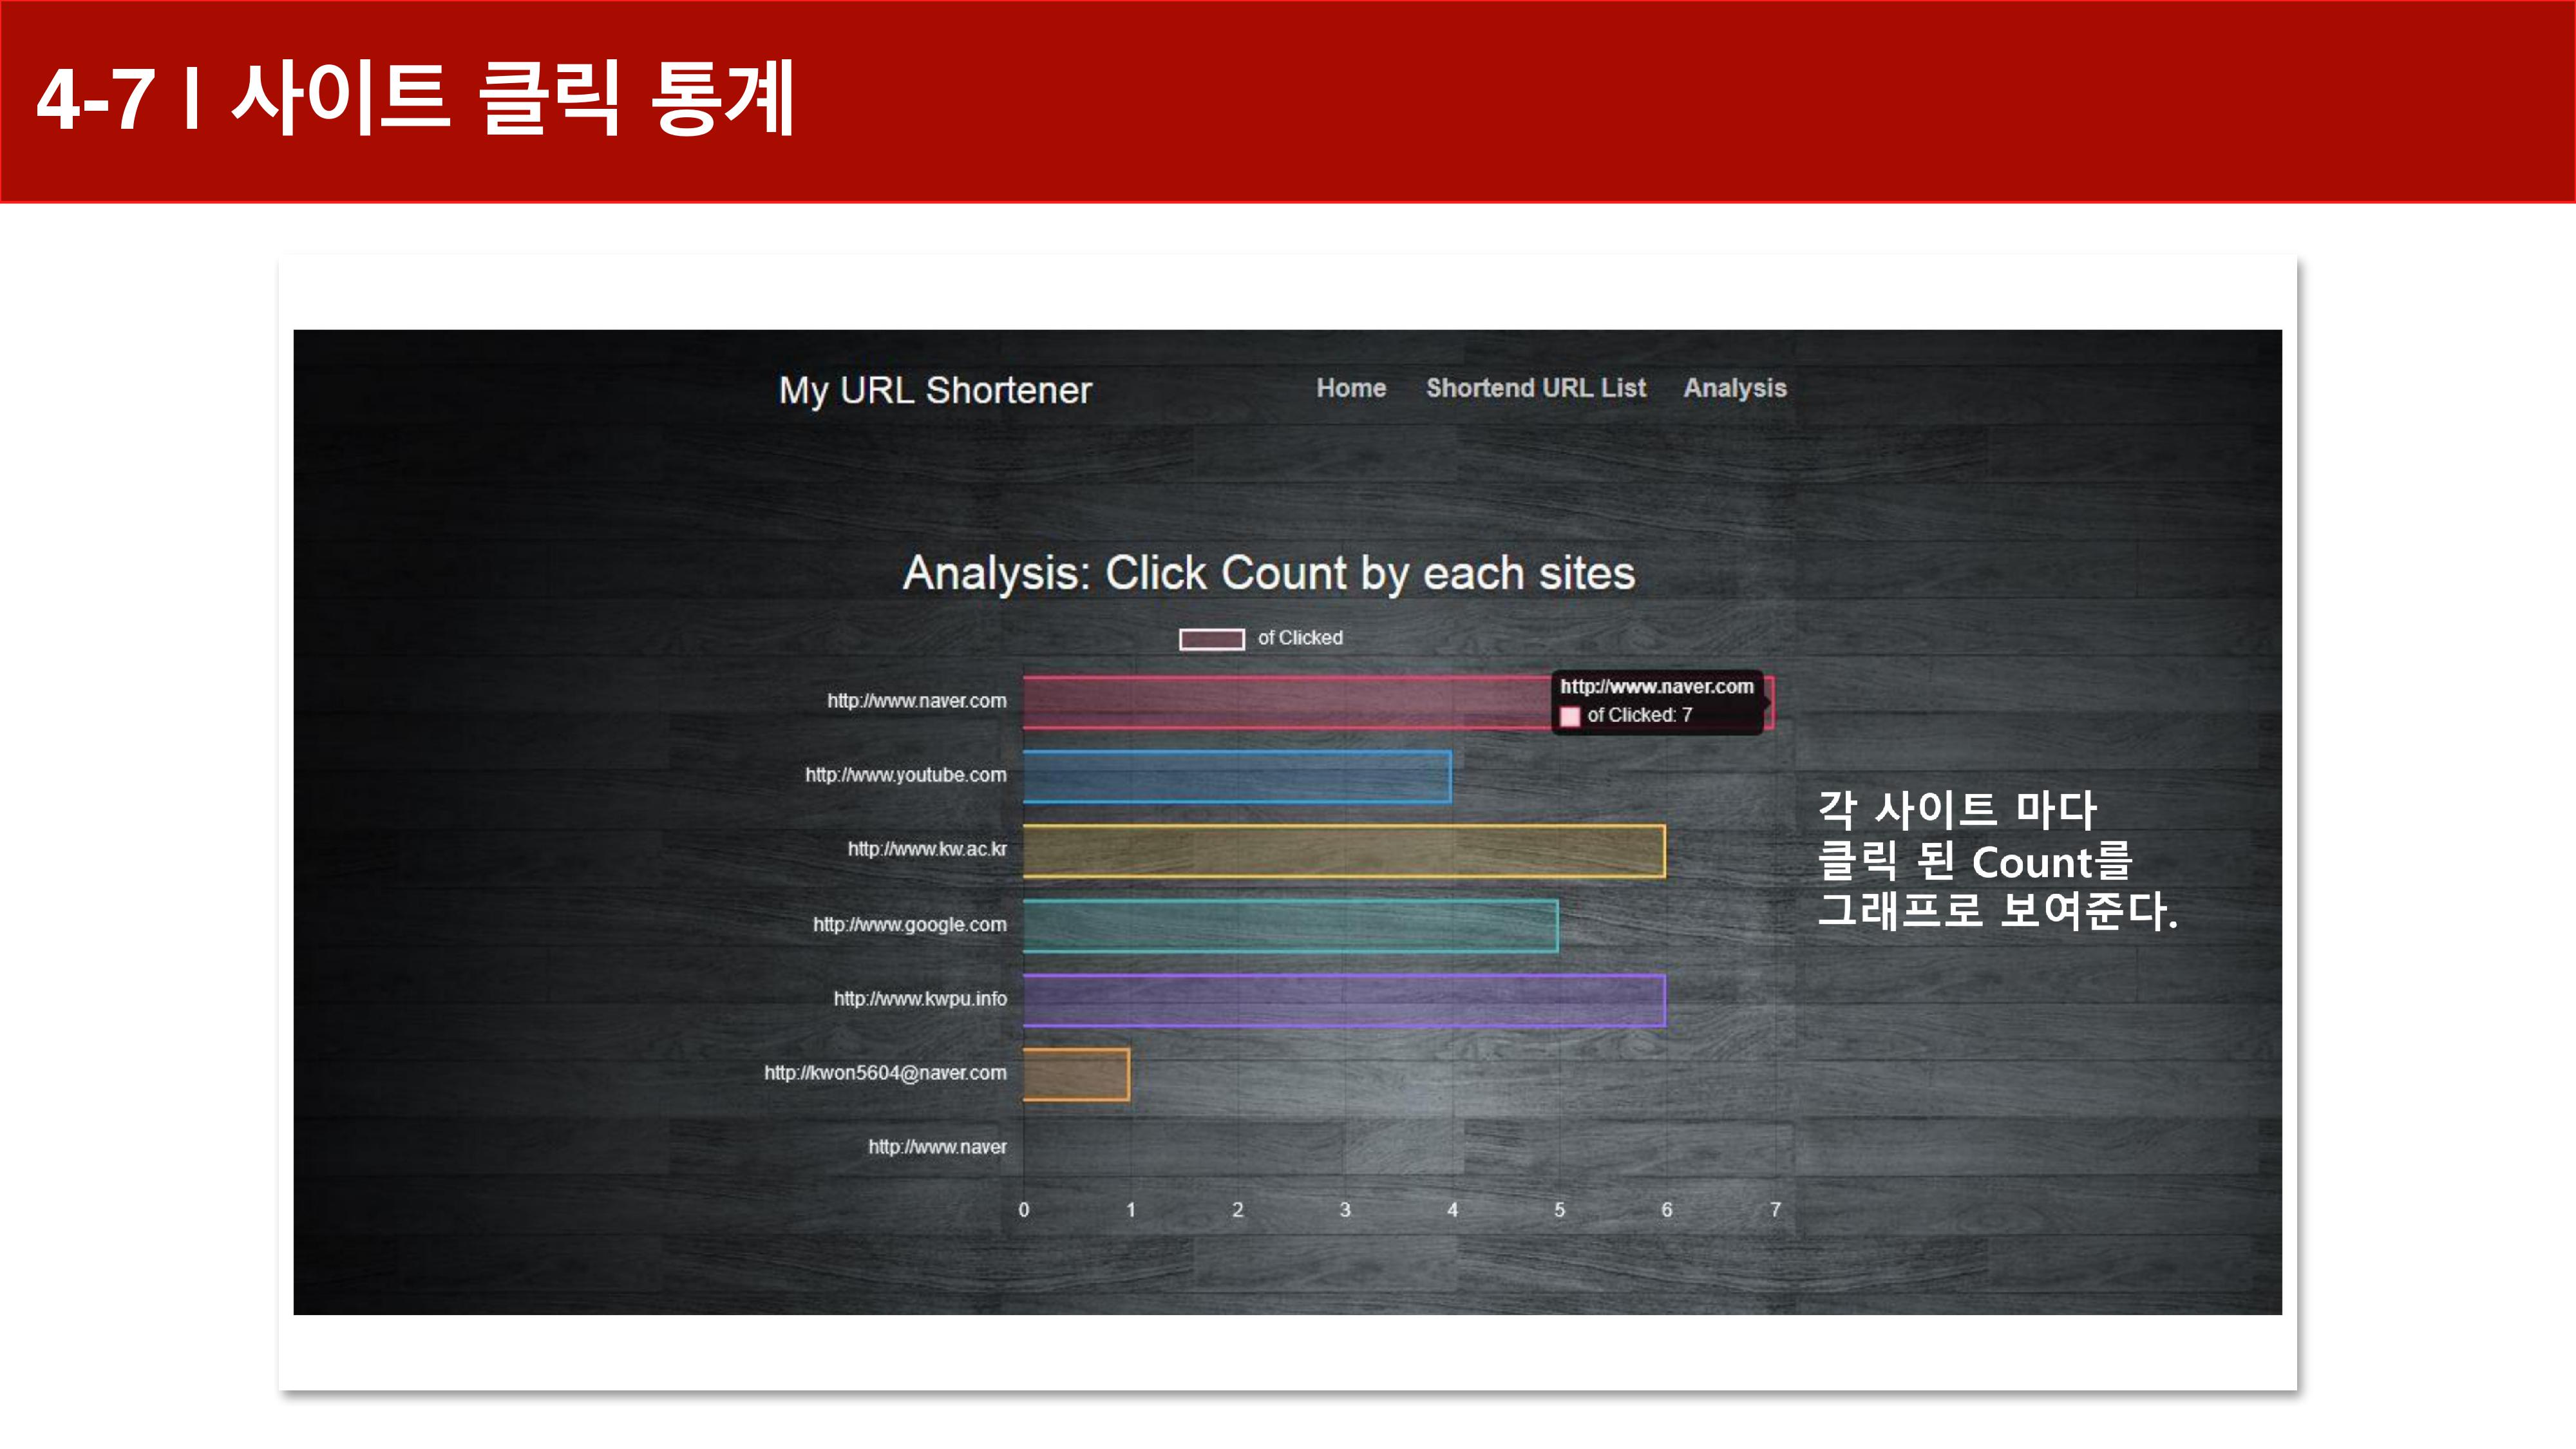 4-7 | 사이트 클릭 통계
My URL Shortener
Home Shortend URL List Analysis
Analysis: Click Count by each sites
of Clicked
http://www.naver.com
http://www.naver.com
of Clicked: 7
http://www.youtube.com
http://www.kw.ac.kr
http://www.google.com
http://www.kwpu.info
http://kwon5604@naver.com
http://www.naver
0 1 2 3 4 5 6 7
각 사이트 마다
클릭 된 Count를
그래프로 보여준다.